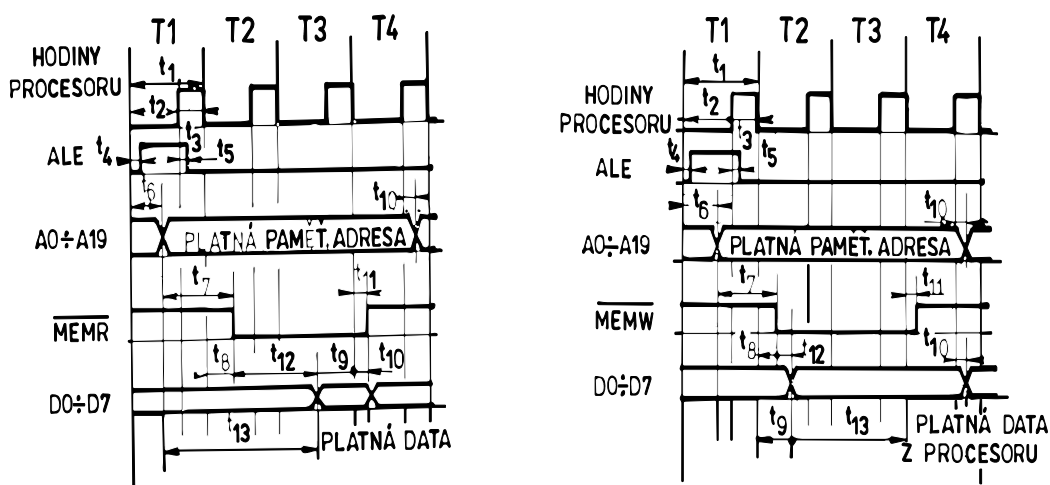 T1 T2 T3 T4
HODINY
PROCESORU
t1
t2
t3
ALE
t4
t5
t6
t10
A0÷A19
PLATNÁ PAMĚT. ADRESA
t7
t11
MEMR
t8 t12 t9 t10
D0÷D7
t13
PLATNÁ DATA
T1 T2 T3 T4
t1
HODINY
PROCESORU
t2
t3
ALE
t4
t5
t6
t10
A0÷A19
PLATNÁ PAMĚT. ADRESA
t7
t11
MEMW
t8 t12
t10
D0÷D7
t9 t13
PLATNÁ DATA
Z PROCESORU